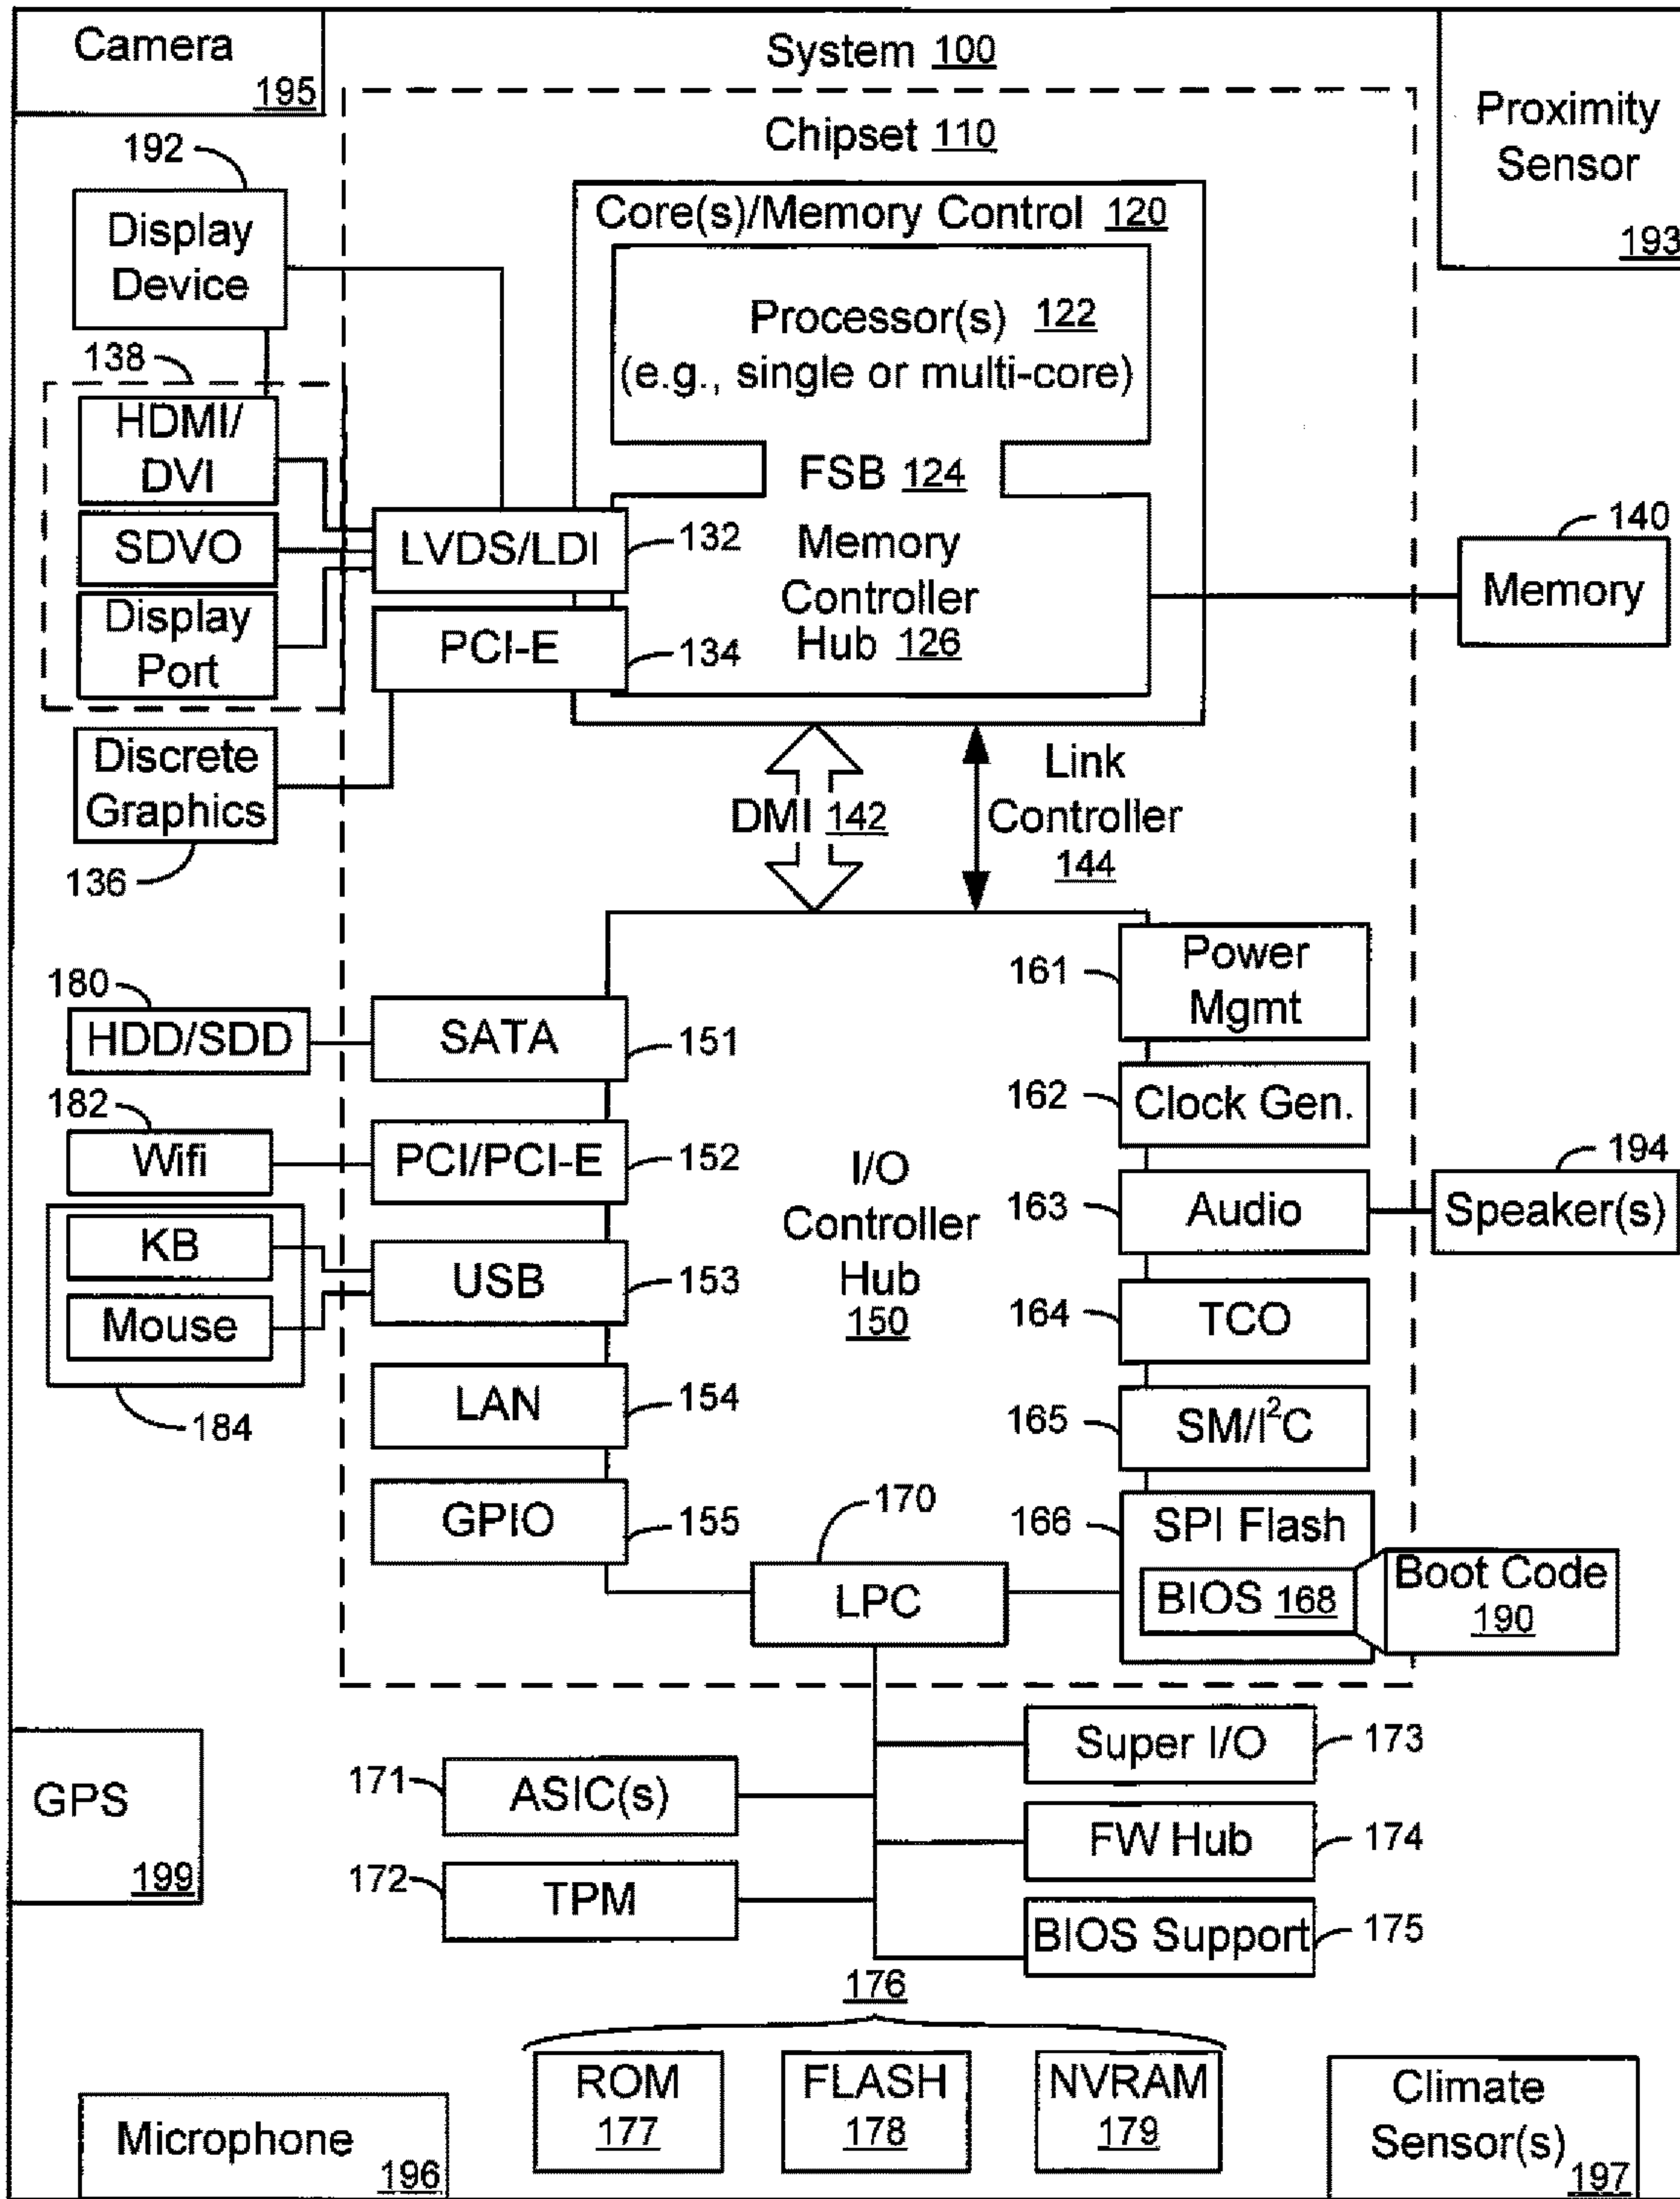 Camera
195
System 100
Proximity
Sensor
193
Chipset 110
192
Display
Device
Core(s)/Memory Control 120
Processor(s) 122
(e.g., single or multi-core)
138
HDMI/
DVI
SDVO
Display
Port
FSB 124
LVDS/LDI
132
Memory
Controller
Hub 126
PCI-E
134
140
Memory
Discrete
Graphics
136
DMI 142
Link
Controller
144
180
HDD/SDD
SATA
151
161
Power
Mgmt
182
Wifi
PCI/PCI-E
152
162
Clock Gen.
I/O
Controller
Hub
150
163
Audio
194
Speaker(s)
KB
Mouse
184
USB
153
164
TCO
LAN
154
165
SM/I²C
GPIO
155
170
LPC
166
SPI Flash
BIOS 168
Boot Code
190
GPS
199
171
ASIC(s)
172
TPM
Super I/O
173
FW Hub
174
BIOS Support
175
176
ROM
177
FLASH
178
NVRAM
179
Microphone
196
Climate
Sensor(s)
197